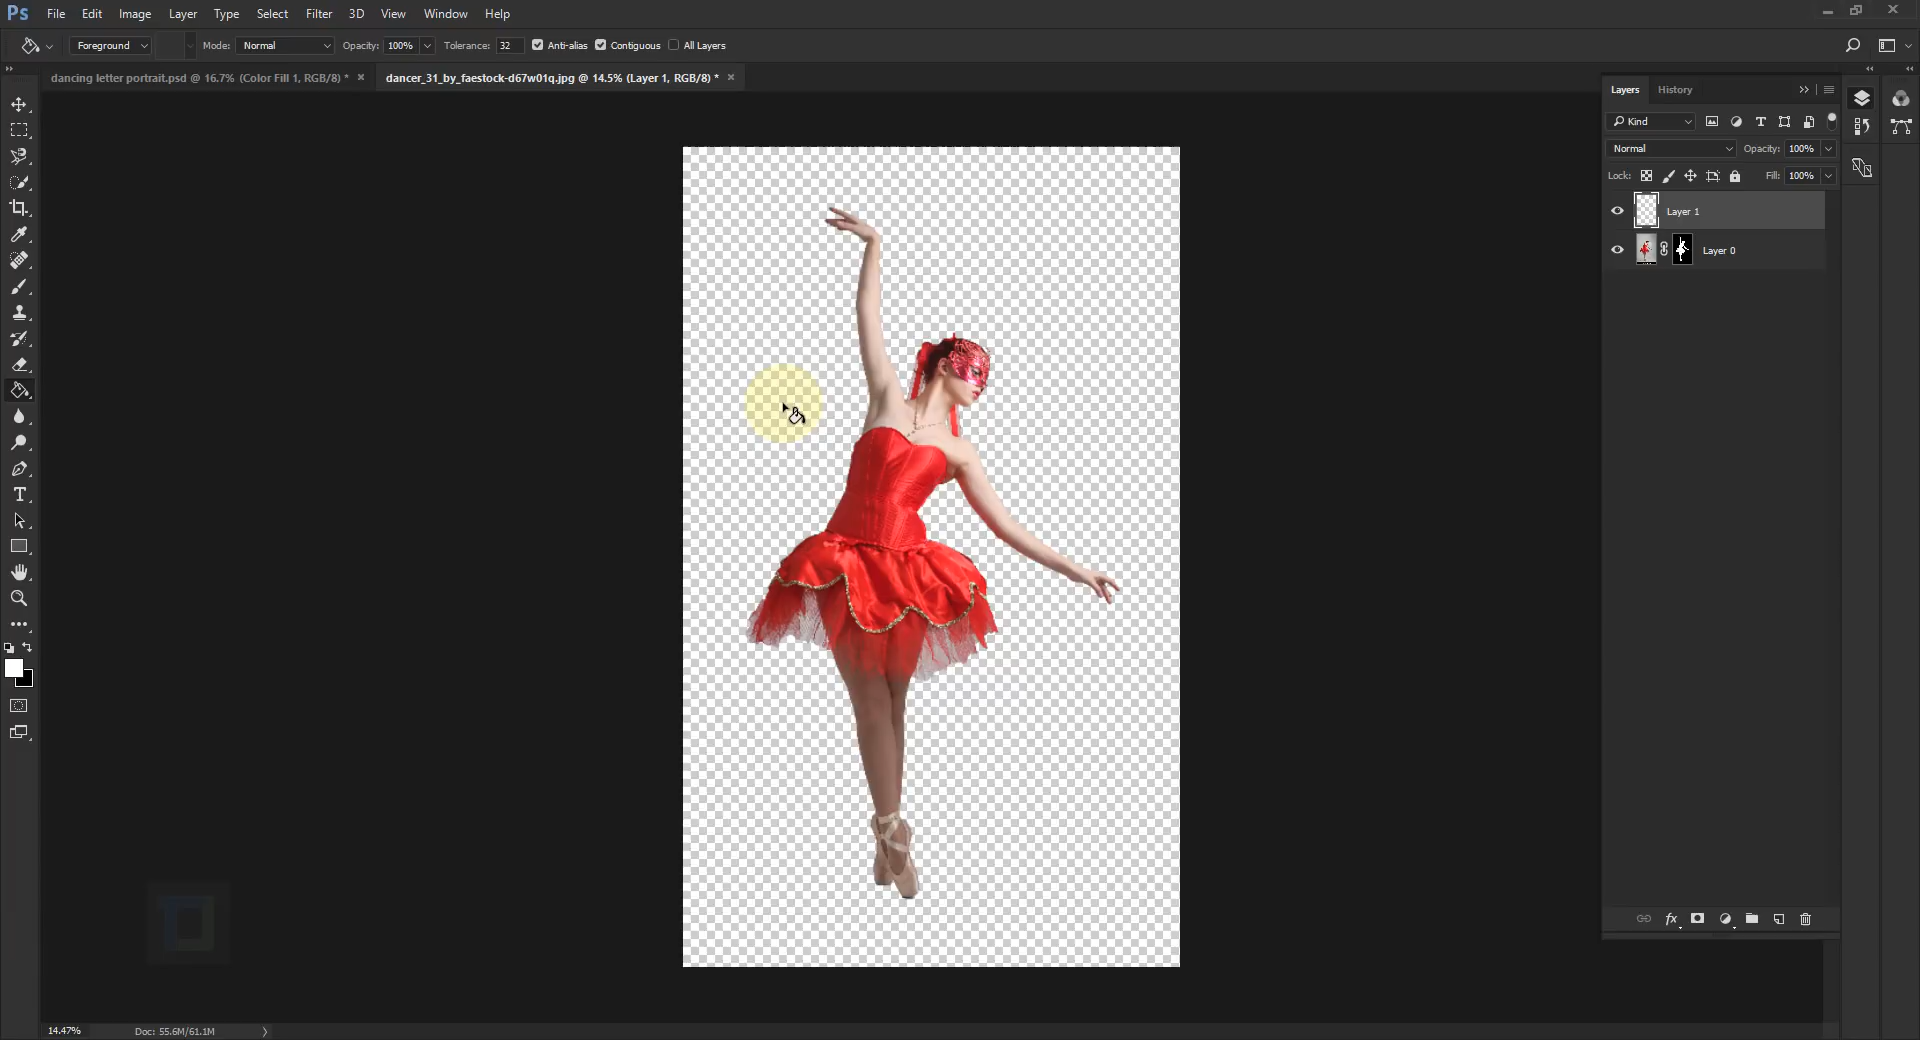 Ps File Edit Image Layer Type Select Filter 3D View Window Help
Foreground Mode: Normal Opacity: 100% Tolerance: 32 Anti-alias Contiguous All Layers
dancing letter portrait.psd @ 16.7% (Color Fill 1, RGB/8) * × dancer_31_by_faestock-d67w01q.jpg @ 14.5% (Layer 1, RGB/8) * ×
Layers History
Kind
Normal Opacity: 100%
Lock: Fill: 100%
Layer 1
Layer 0
fx
14.47% Doc: 55.6M/61.1M